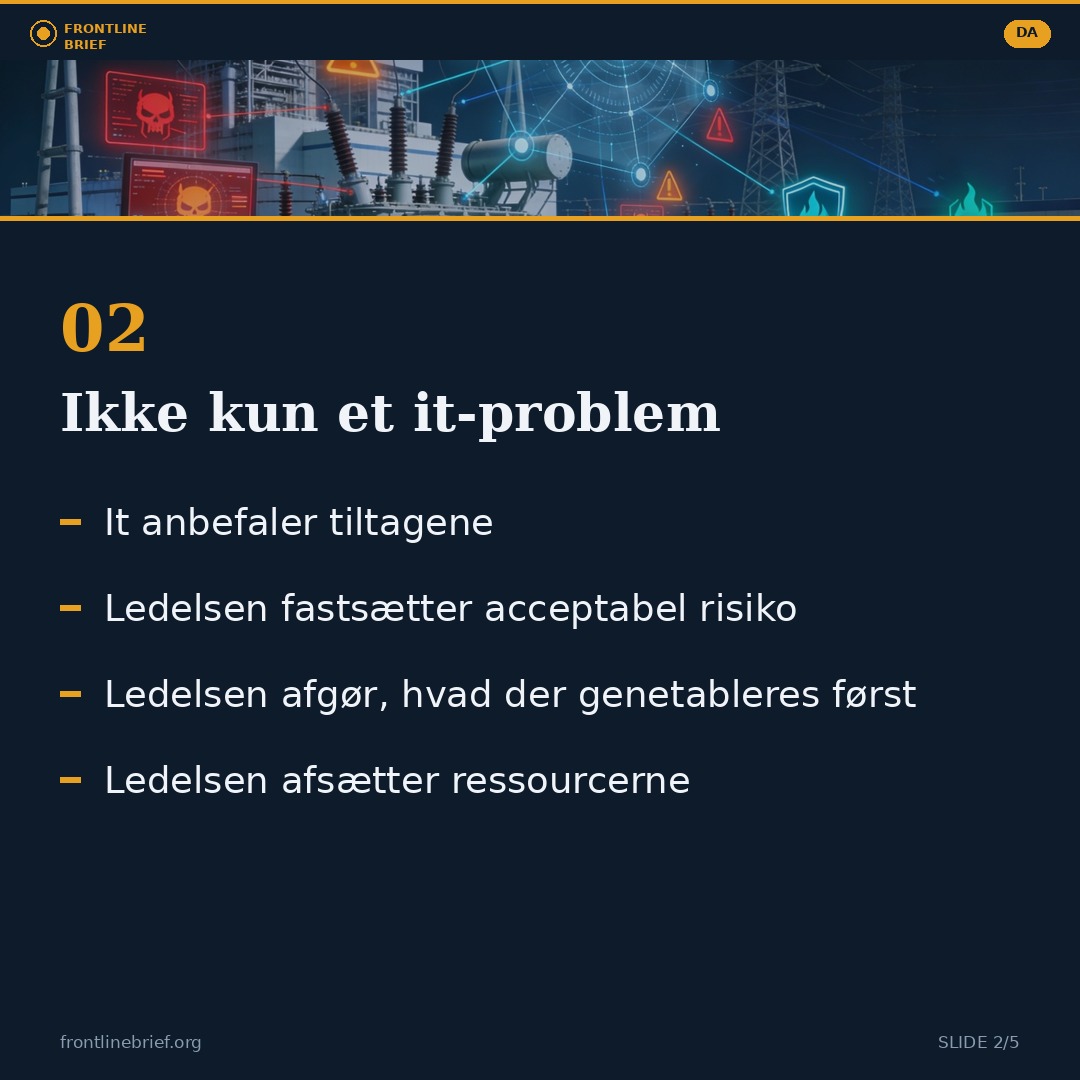 FRONTLINE
BRIEF
DA
02
Ikke kun et it-problem
It anbefaler tiltagene
Ledelsen fastsætter acceptabel risiko
Ledelsen afgør, hvad der genetableres først
Ledelsen afsætter ressourcerne
frontlinebrief.org
SLIDE 2/5